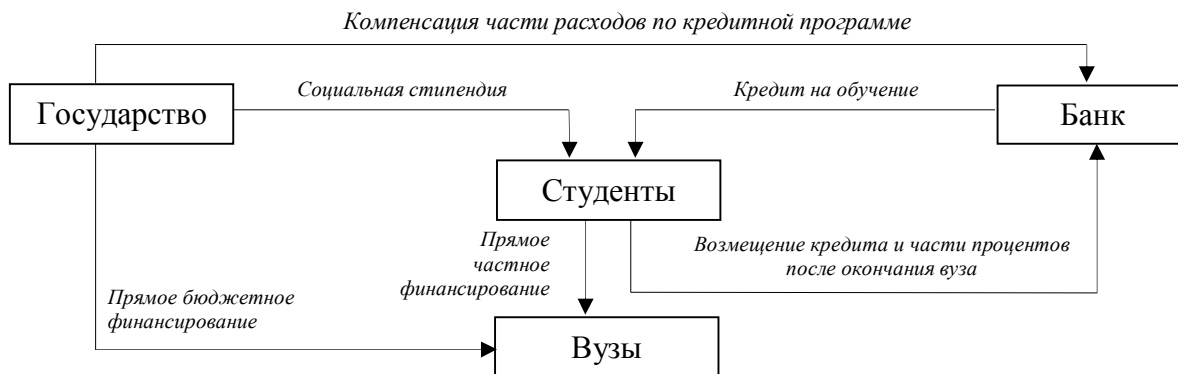 Компенсация части расходов по кредитной программе
Социальная стипендия
Кредит на обучение
Государство
Банк
Студенты
Прямое
частное
финансирование
Возмещение кредита и части процентов
после окончания вуза
Прямое бюджетное
финансирование
Вузы